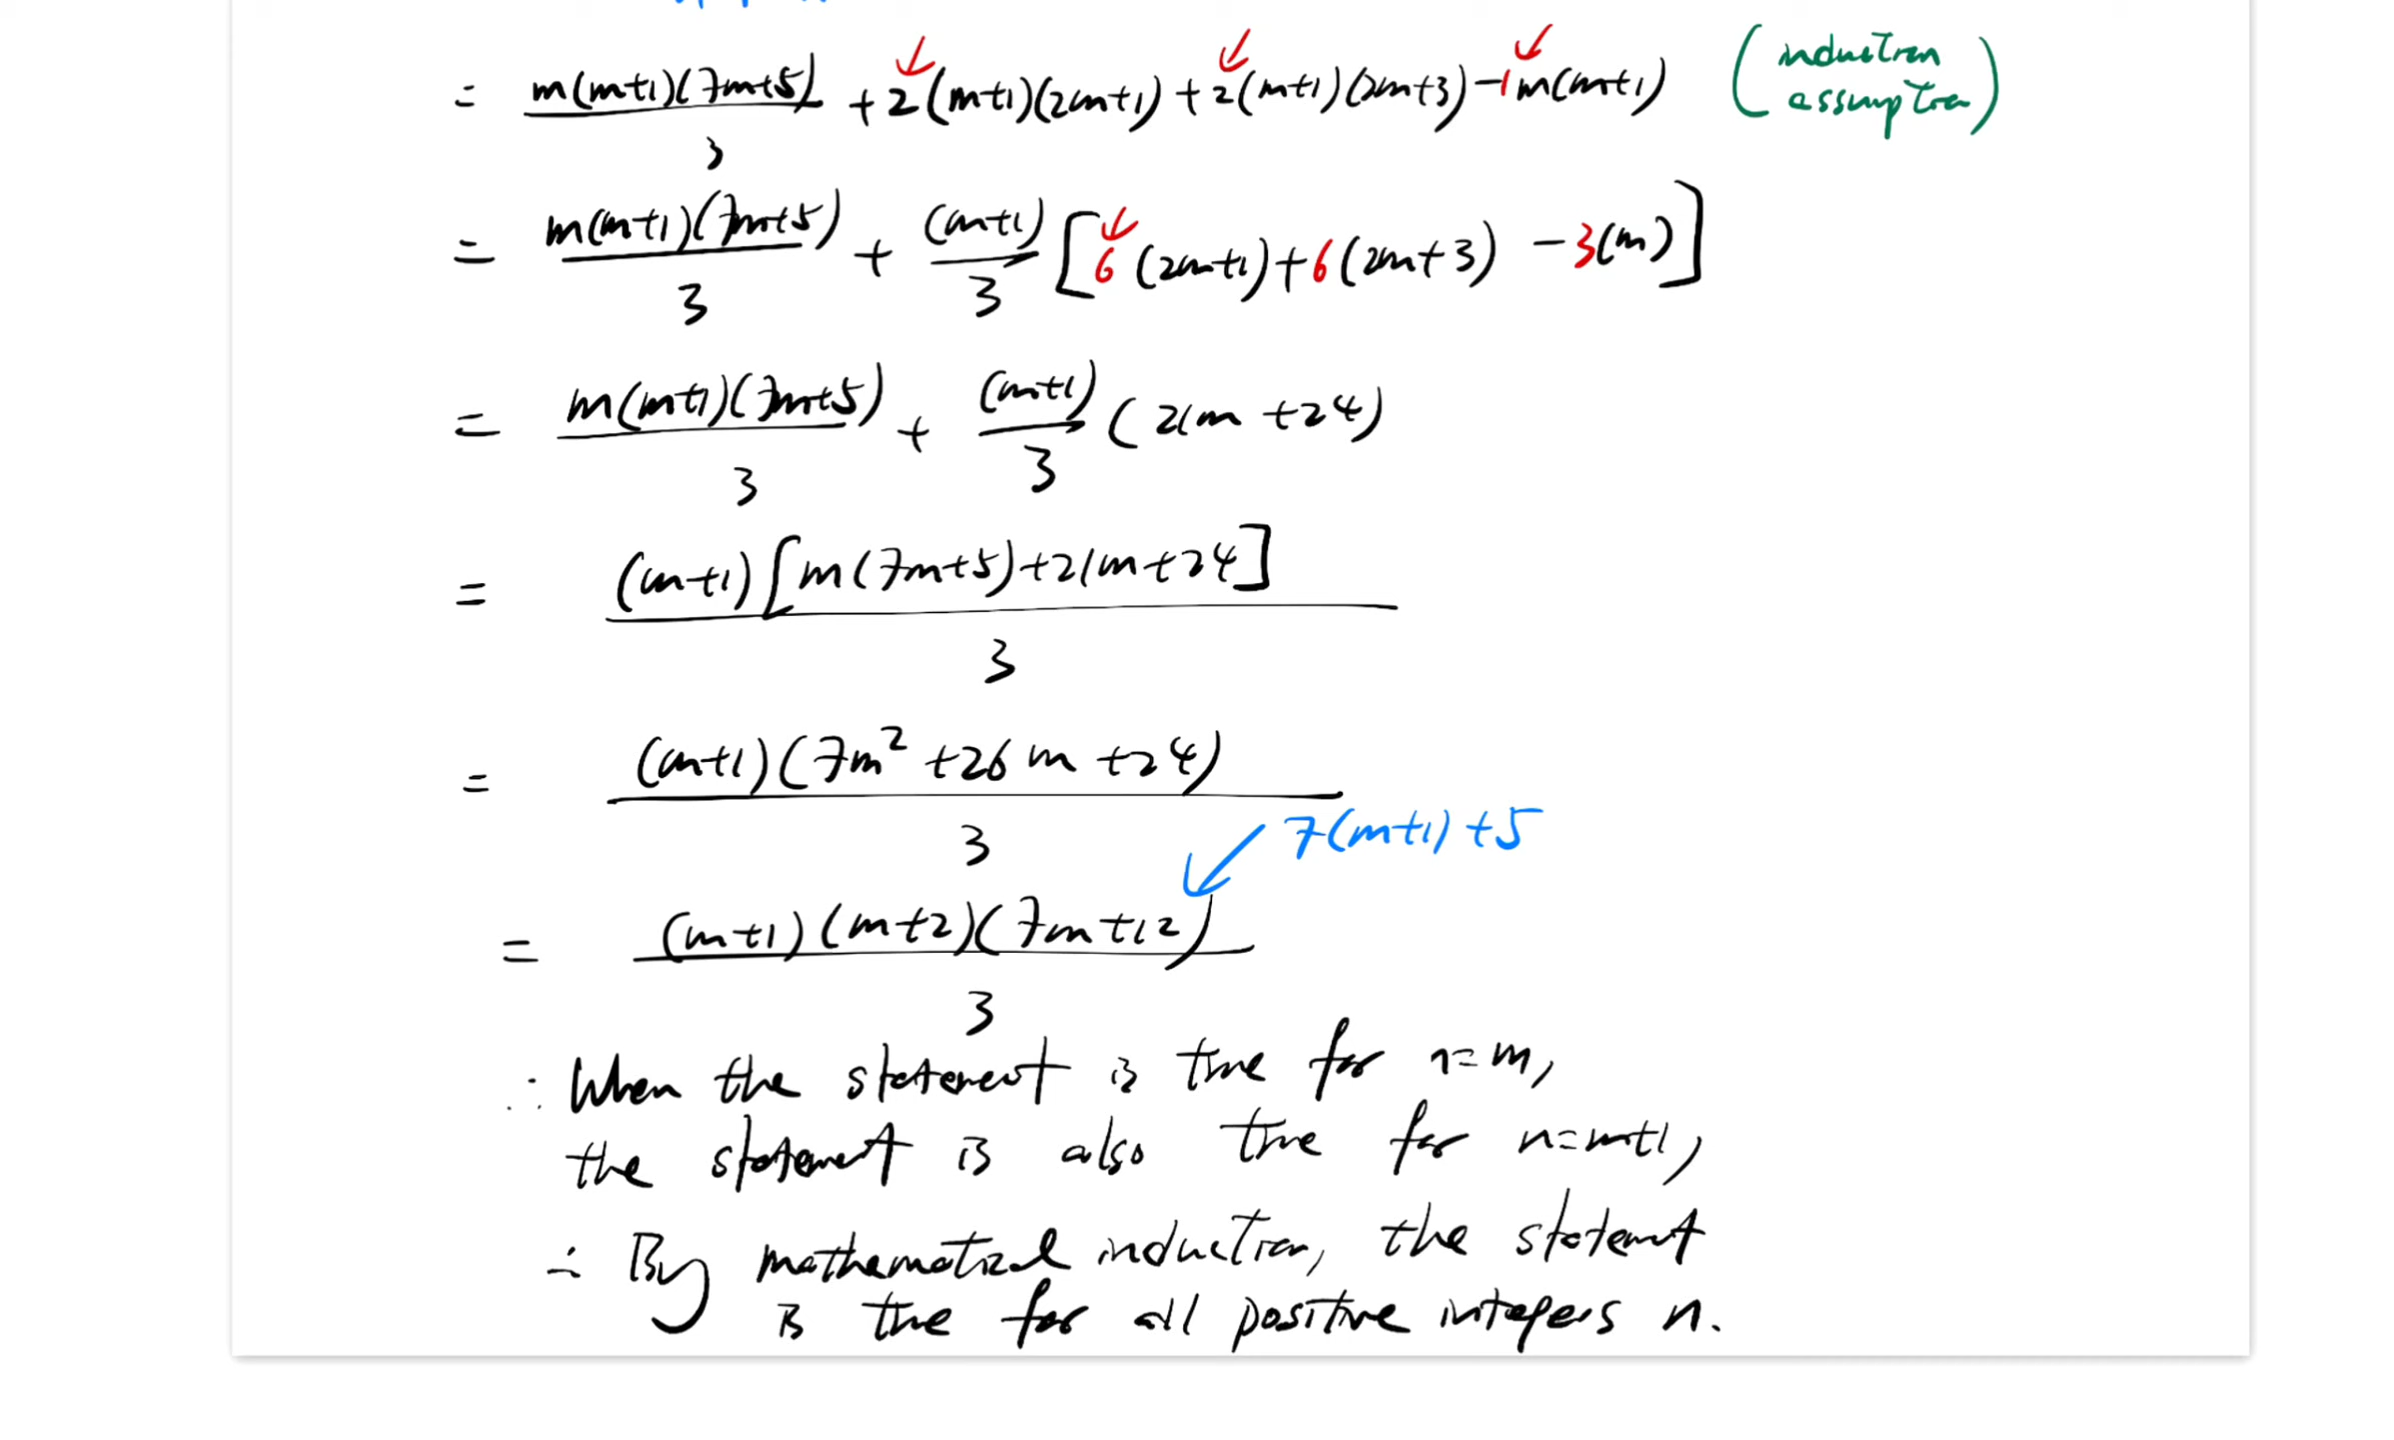 = m(m+1)(7m+5)/3 + 2(m+1)(2m+1) + 2(m+1)(2m+3) - 1m(m+1) (induction assumption)
= m(m+1)(7m+5)/3 + (m+1)/3 [6(2m+1) + 6(2m+3) - 3(m)]
= m(m+1)(7m+5)/3 + (m+1)/3 (21m + 24)
= (m+1)[m(7m+5)+21m+24]/3
= (m+1)(7m² + 26m + 24)/3
7(m+1) + 5
= (m+1)(m+2)(7m+12)/3
∴ When the statement is true for n=m,
the statement is also true for n=m+1,
∴ By mathematical induction, the statement
is true for all positive integers n.